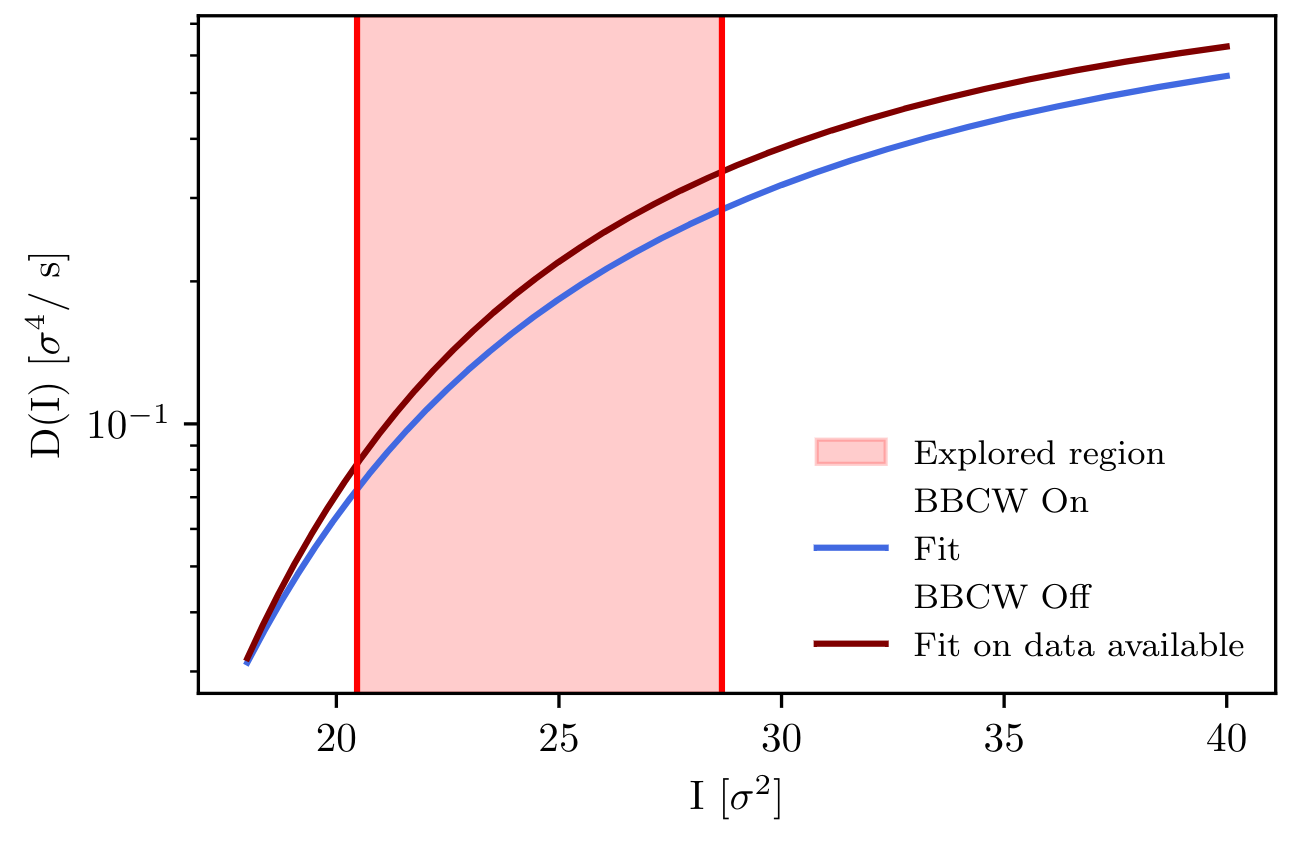 D(I) [σ⁴/ s]
10⁻¹
Explored region
BBCW On
Fit
BBCW Off
Fit on data available
20 25 30 35 40
I [σ²]